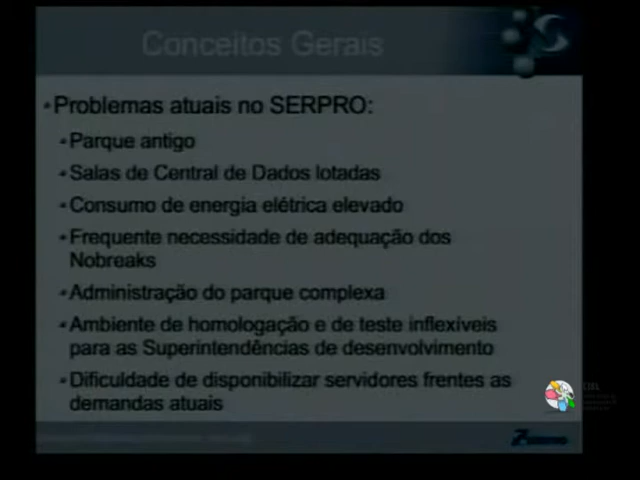 Conceitos Gerais
Problemas atuais no SERPRO:
Parque antigo
Salas de Central de Dados lotadas
Consumo de energia elétrica elevado
Frequente necessidade de adequação dos
Nobreaks
Administração do parque complexa
Ambiente de homologação e de teste inflexíveis
para as Superintendências de desenvolvimento
Dificuldade de disponibilizar servidores frentes as
demandas atuais